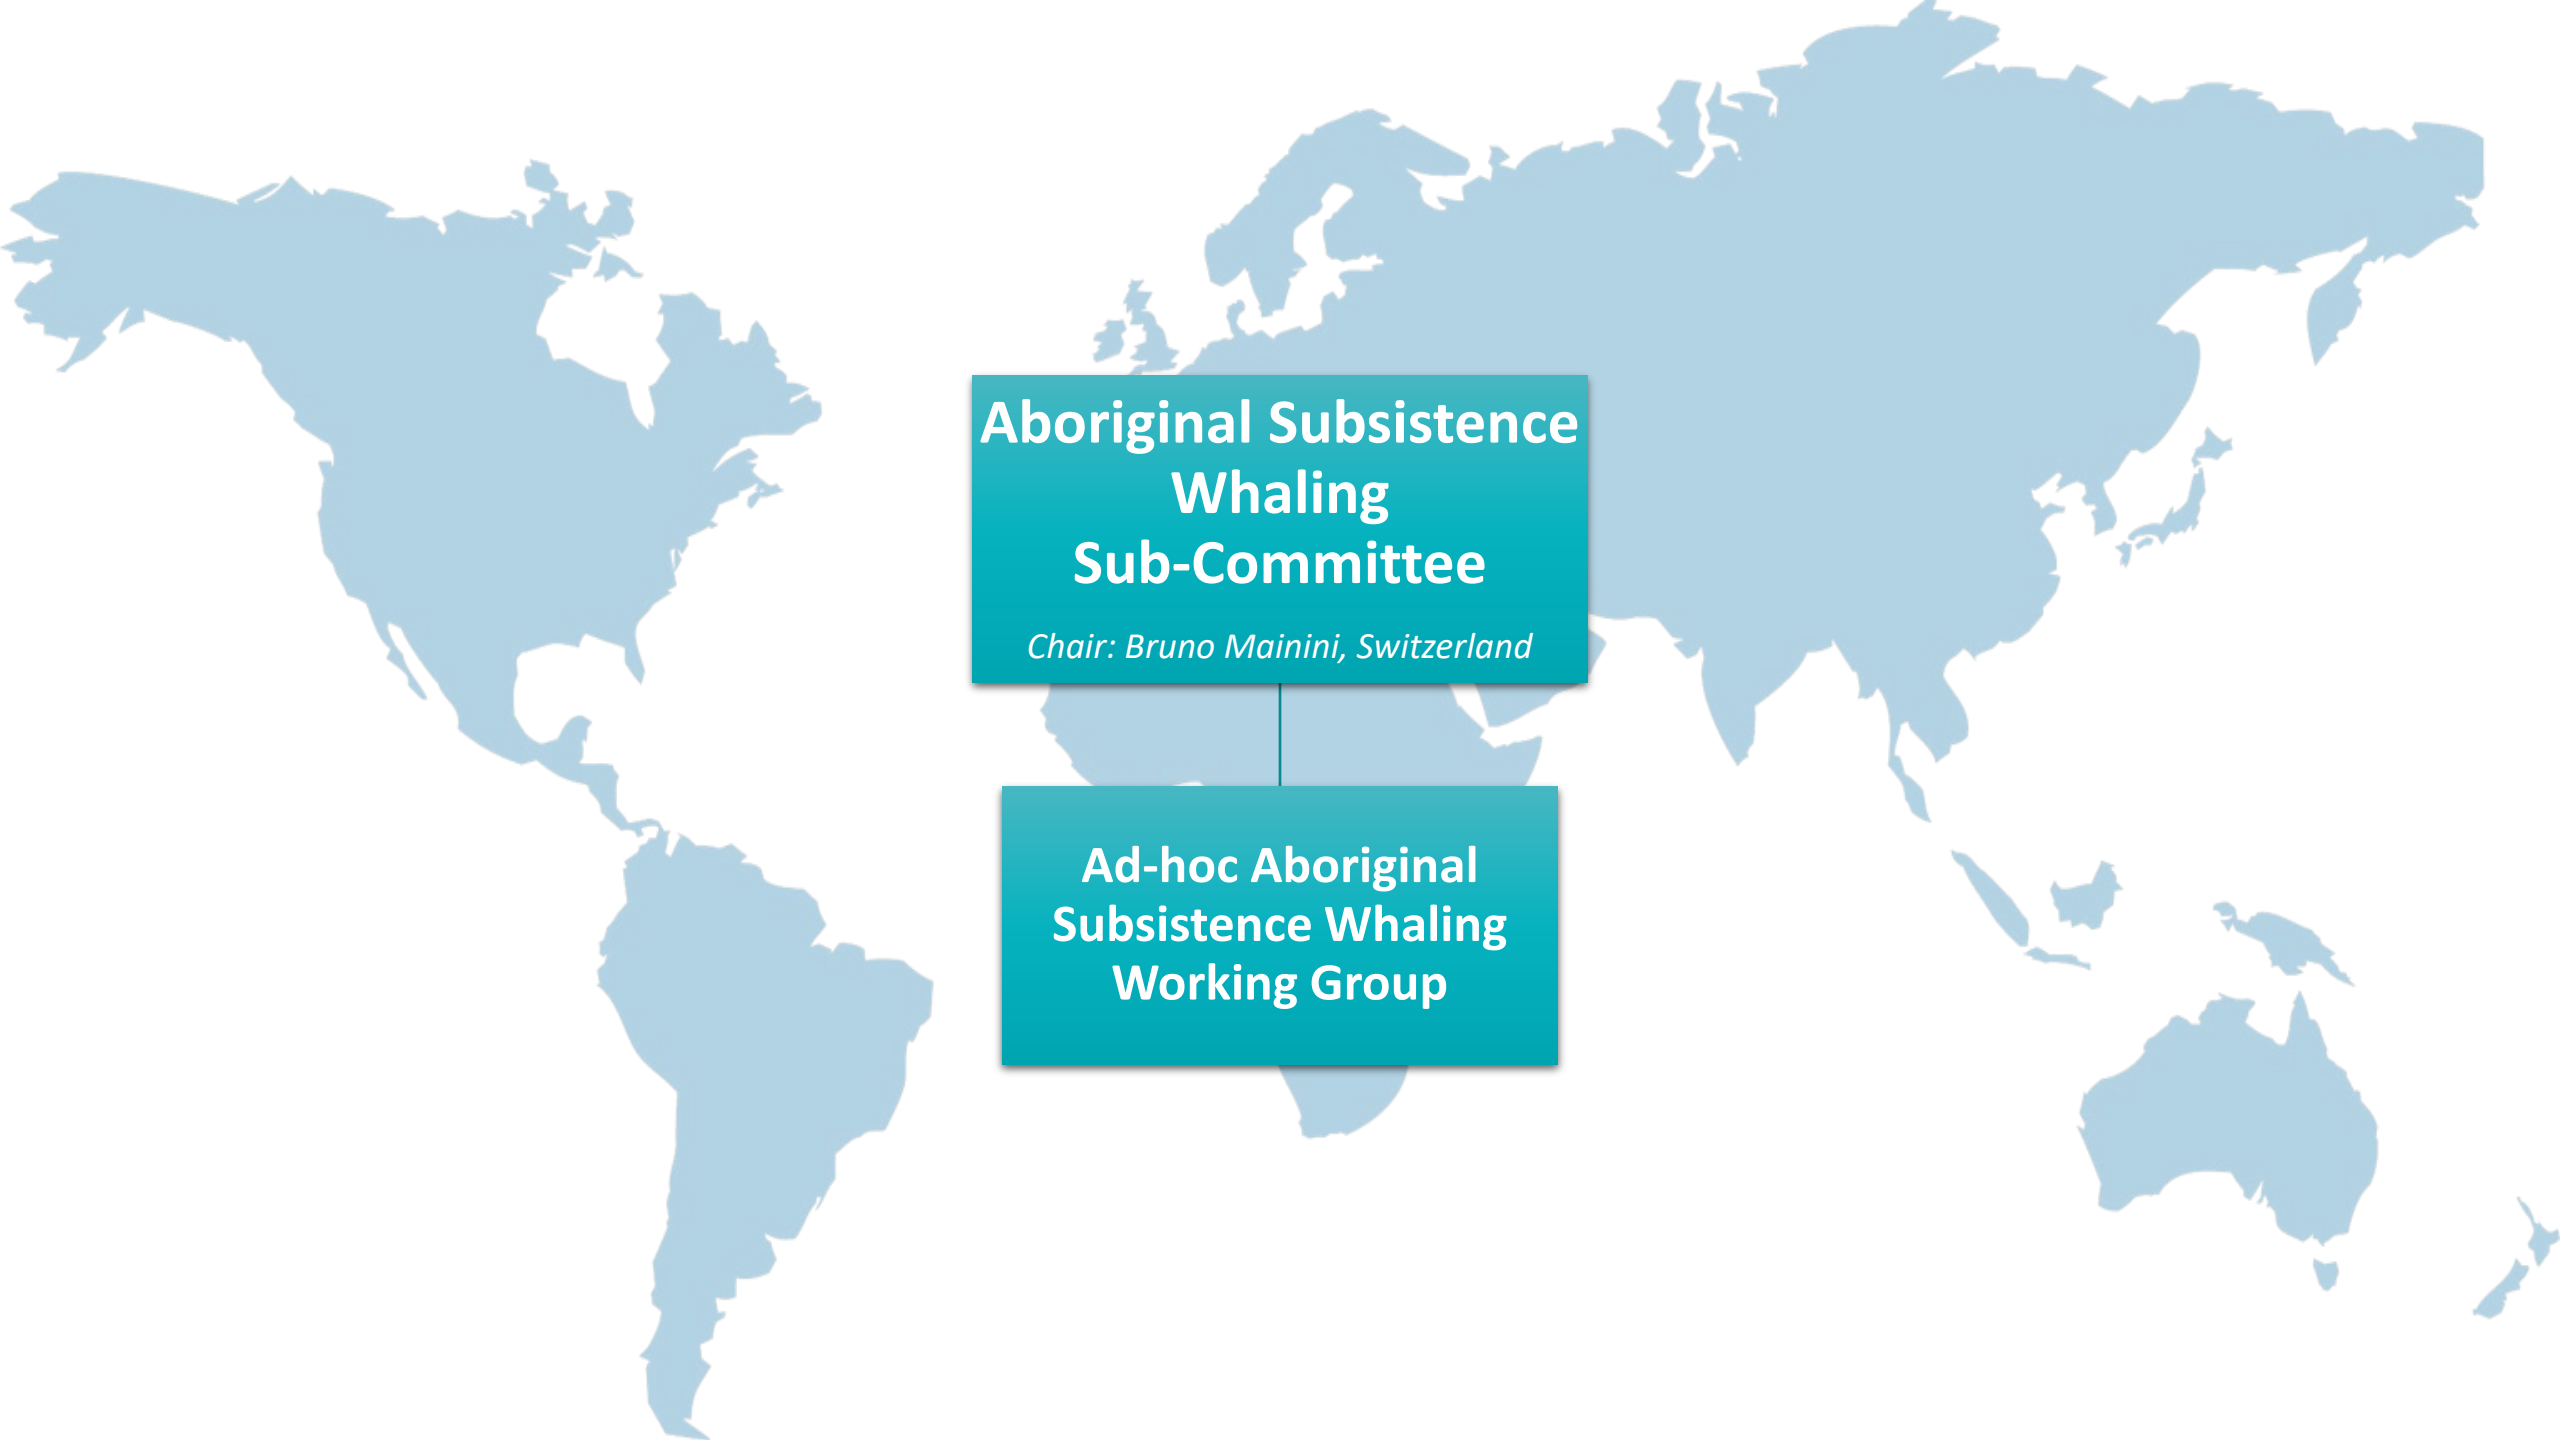 Aboriginal Subsistence
Whaling
Sub-Committee
Chair: Bruno Mainini, Switzerland
Ad-hoc Aboriginal
Subsistence Whaling
Working Group